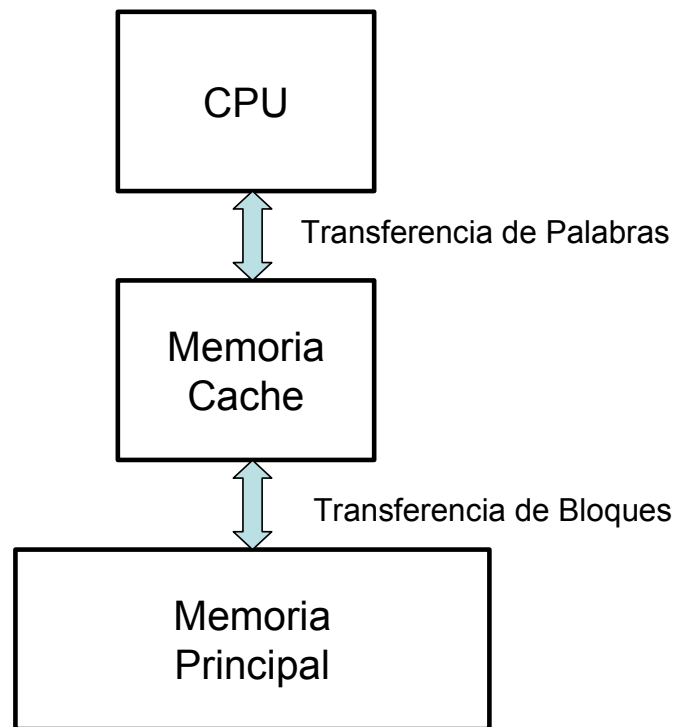 CPU
Transferencia de Palabras
Memoria
Cache
Transferencia de Bloques
Memoria
Principal